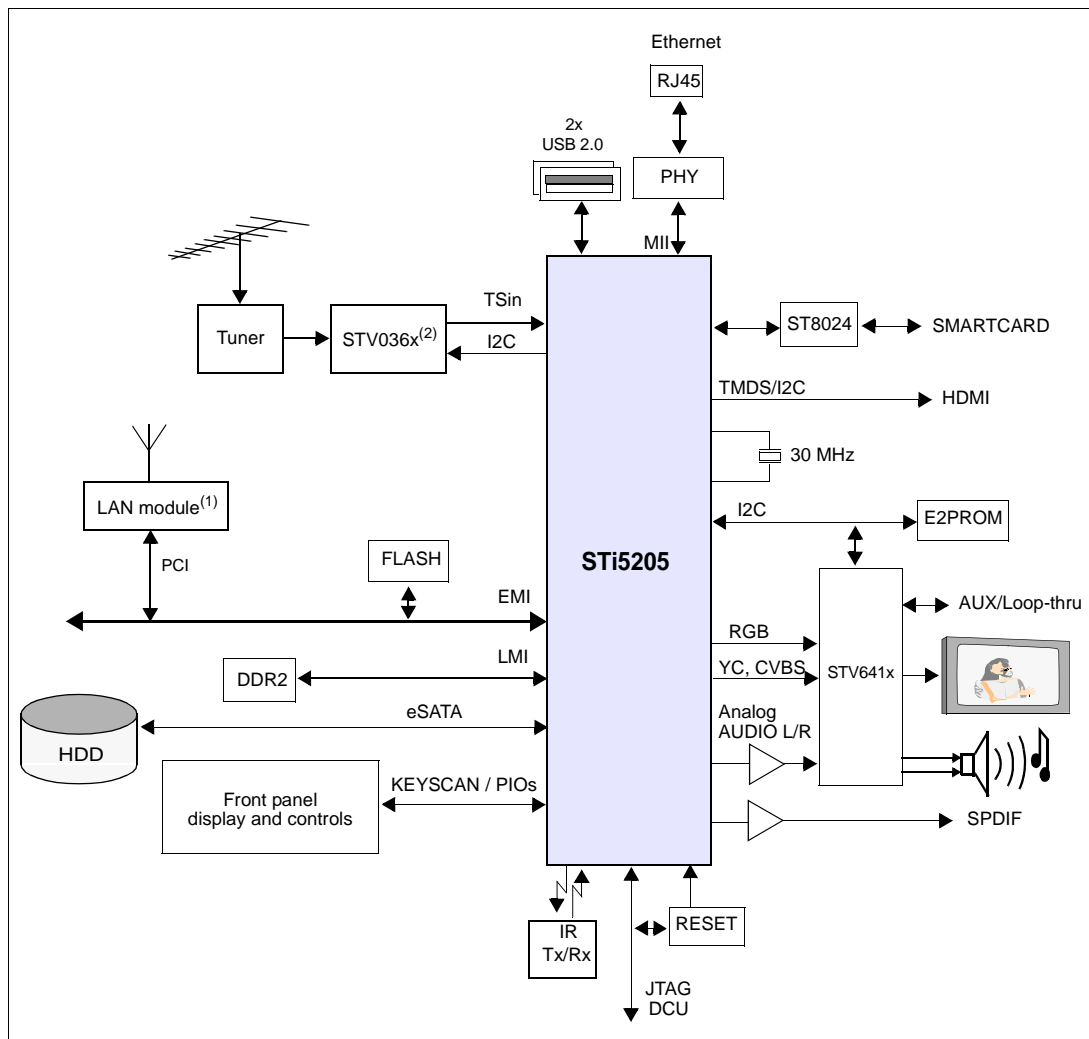 Ethernet
RJ45
2x
USB 2.0
PHY
MII
TSin
Tuner
STV036x(2)
I2C
ST8024
SMARTCARD
TMDS/I2C
HDMI
30 MHz
LAN module(1)
I2C
E2PROM
PCI
FLASH
STi5205
EMI
AUX/Loop-thru
RGB
LMI
YC, CVBS
STV641x
DDR2
eSATA
Analog
AUDIO L/R
HDD
KEYSCAN / PIOs
Front panel
display and controls
SPDIF
IR
Tx/Rx
RESET
JTAG
DCU